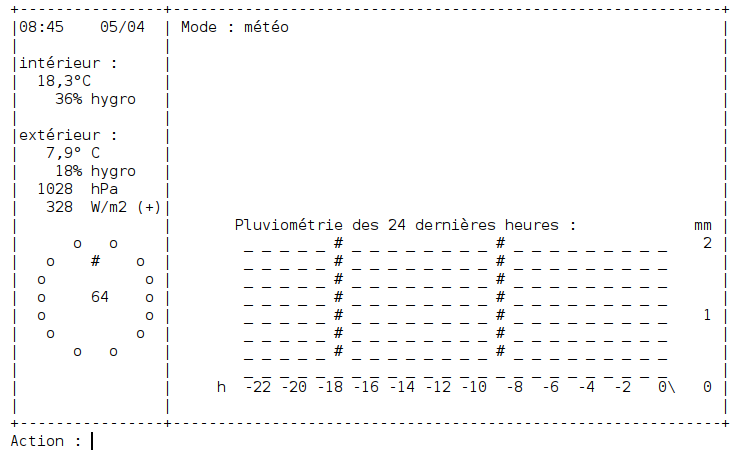 +----------------+-------------------------------------------------------------+
|08:45    05/04  | Mode : météo                                                |
|                |                                                             |
|intérieur :     |                                                             |
|  18,3°C        |                                                             |
|    36% hygro   |                                                             |
|                |                                                             |
|extérieur :     |                                                             |
|   7,9° C       |                                                             |
|    18% hygro   |                                                             |
|  1028  hPa     |                                                             |
|   328  W/m2 (+)|                                                             |
|                |       Pluviométrie des 24 dernières heures :             mm |
|      o   o     |        _ _ _ _ _ # _ _ _ _ _ _ _ _ # _ _ _ _ _ _ _ _ _    2 |
|   o    #    o  |        _ _ _ _ _ # _ _ _ _ _ _ _ _ # _ _ _ _ _ _ _ _ _      |
|  o           o |        _ _ _ _ _ # _ _ _ _ _ _ _ _ # _ _ _ _ _ _ _ _ _      |
|  o     64    o |        _ _ _ _ _ # _ _ _ _ _ _ _ _ # _ _ _ _ _ _ _ _ _      |
|  o           o |        _ _ _ _ _ # _ _ _ _ _ _ _ _ # _ _ _ _ _ _ _ _ _    1 |
|   o         o  |        _ _ _ _ _ # _ _ _ _ _ _ _ _ # _ _ _ _ _ _ _ _ _      |
|      o   o     |        _ _ _ _ _ # _ _ _ _ _ _ _ _ # _ _ _ _ _ _ _ _ _      |
|                |        _ _ _ _ _ _ _ _ _ _ _ _ _ _ _ _ _ _ _ _ _ _ _ _      |
|                |     h  -22 -20 -18 -16 -14 -12 -10  -8  -6  -4  -2   0\   0 |
|                |                                                             |
+----------------+-------------------------------------------------------------+
Action :